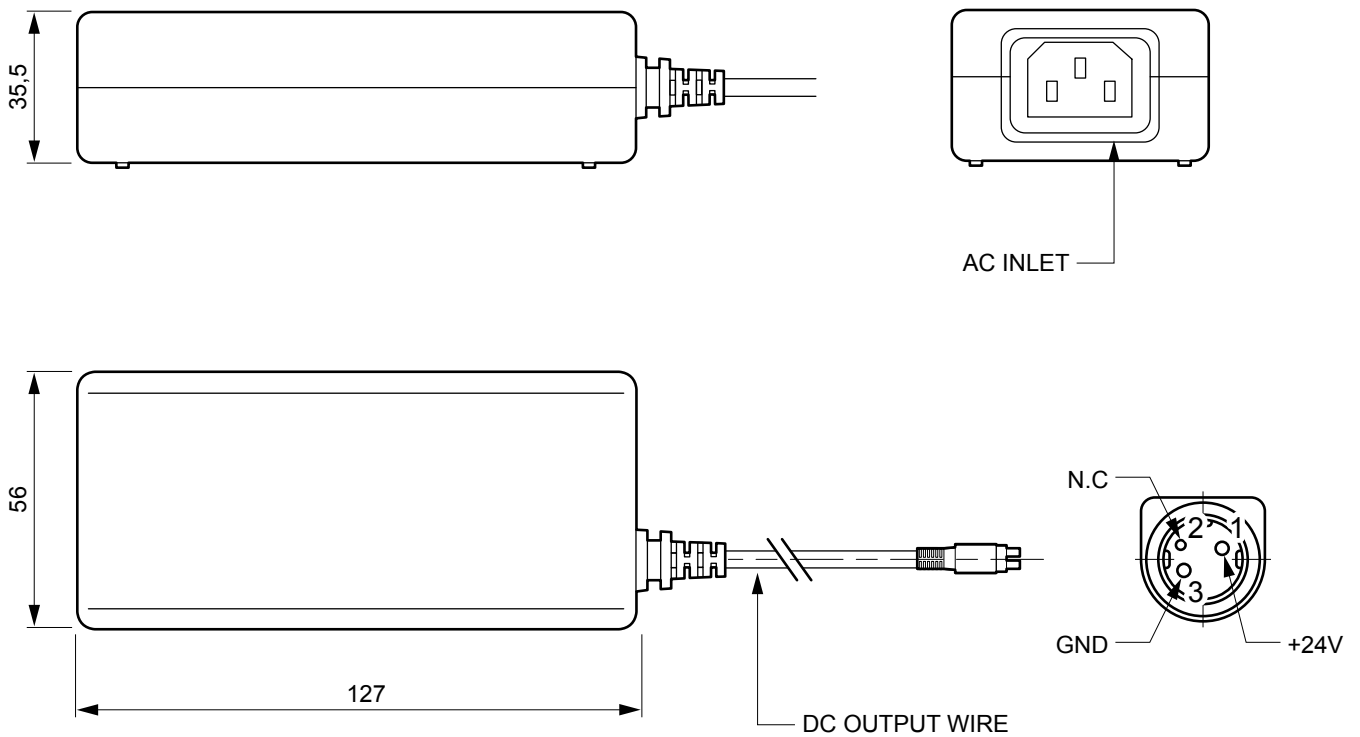 35,5
AC INLET
56
N.C
2 1
3
GND
+24V
127
DC OUTPUT WIRE